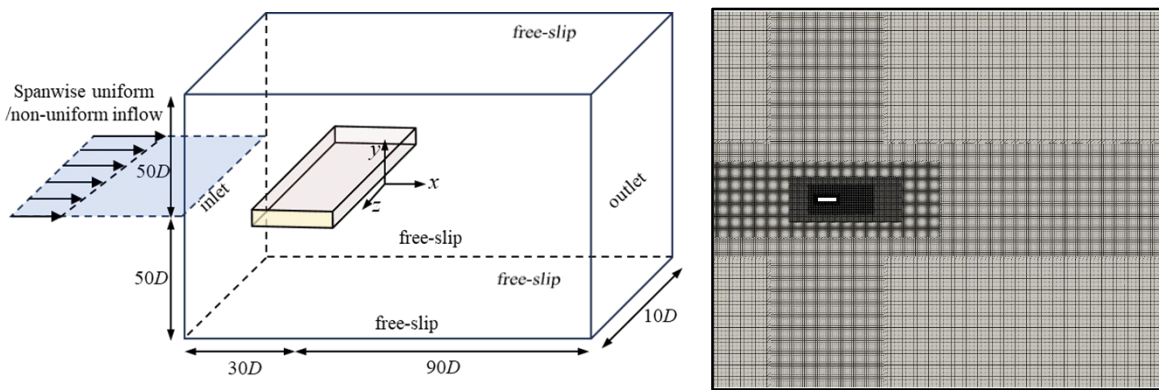 free-slip
Spanwise uniform
/non-uniform inflow
50D
inlet
y
x
z
outlet
free-slip
50D
free-slip
free-slip
10D
30D
90D